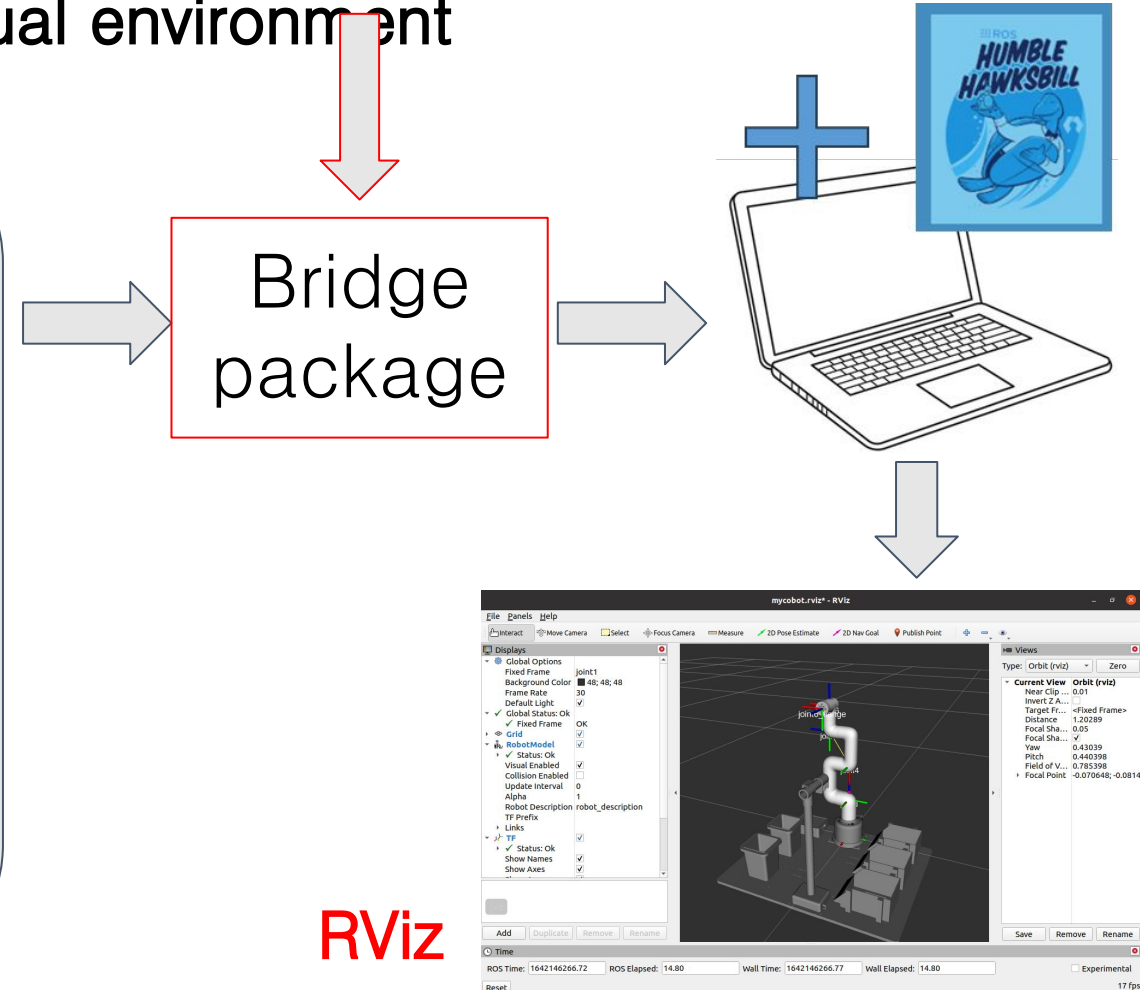 ual environment
ROS
HUMBLE
HAWKSBILL
Bridge
package
RViz
mycobot.rviz* - RViz
File Panels Help
Interact Move Camera Select Focus Camera Measure 2D Pose Estimate 2D Nav Goal Publish Point
Displays
Global Options
Fixed Frame joint1
Background Color 48; 48; 48
Frame Rate 30
Default Light
Global Status: Ok
Fixed Frame OK
Grid
RobotModel
Status: Ok
Visual Enabled
Collision Enabled
Update Interval 0
Alpha 1
Robot Description robot_description
TF Prefix
Links
TF
Status: Ok
Show Names
Show Axes
Add Duplicate Remove Rename
Views
Type: Orbit (rviz) Zero
Current View Orbit (rviz)
Near Clip ... 0.01
Invert Z A...
Target Fr... <Fixed Frame>
Distance 1.20289
Focal Sha... 0.05
Focal Sha...
Yaw 0.43039
Pitch 0.440398
Field of V... 0.785398
Focal Point -0.070648; -0.0814
Save Remove Rename
Time
ROS Time: 1642146266.72 ROS Elapsed: 14.80 Wall Time: 1642146266.77 Wall Elapsed: 14.80 Experimental
Reset 17 fps